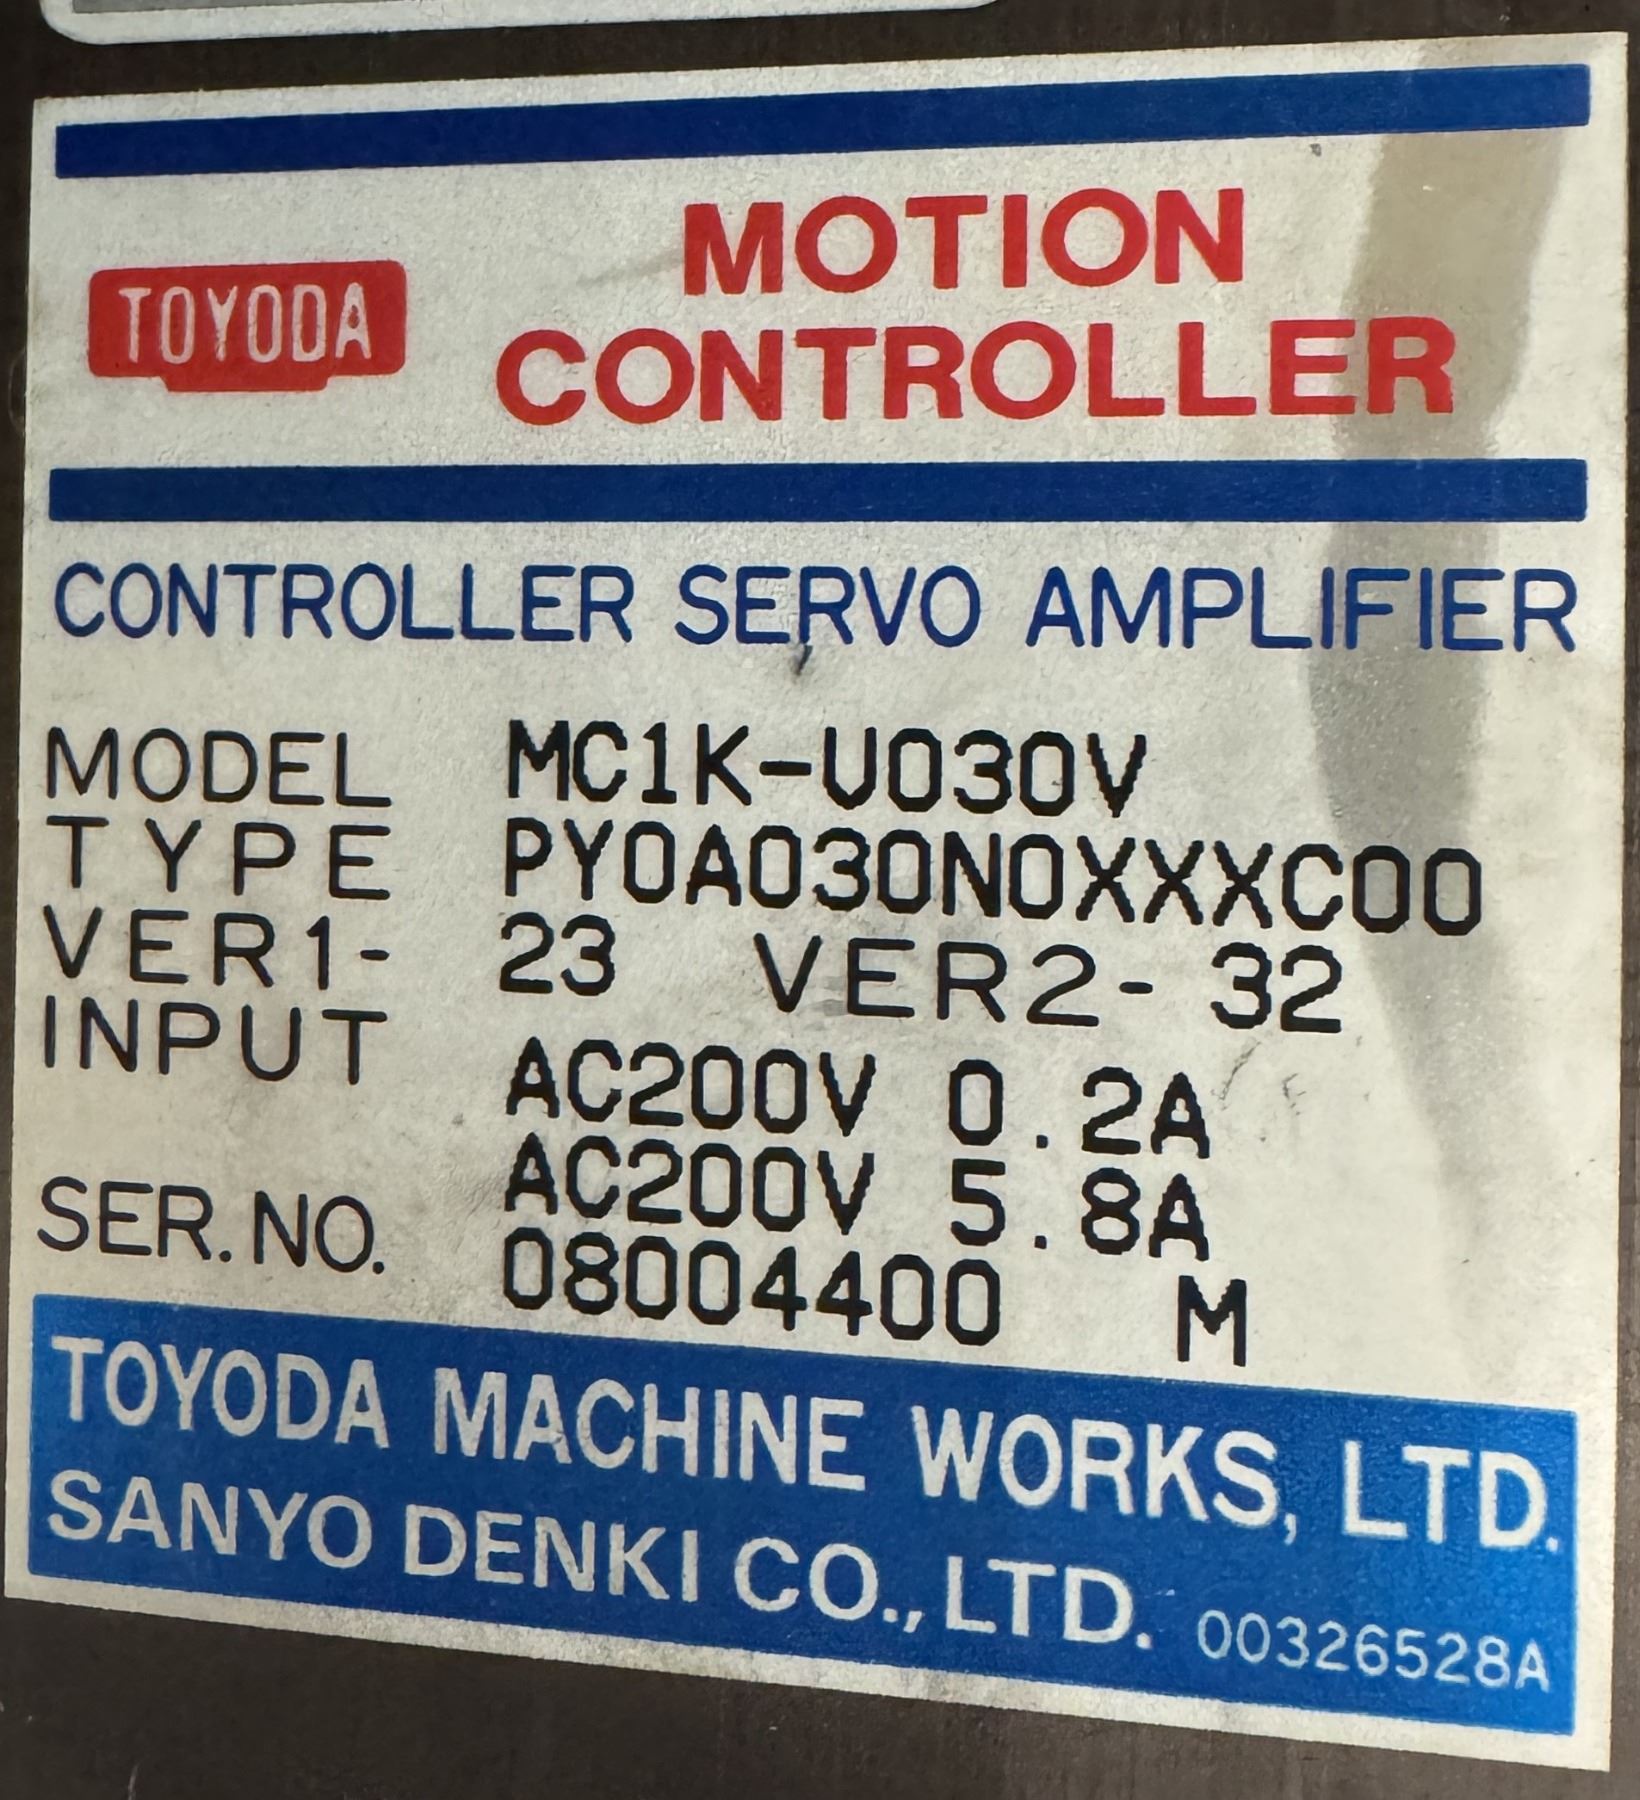 MOTION
TOYODA
CONTROLLER
CONTROLLER SERVO AMPLIFIER
MODEL MC1K-U030V
TYPE PY0A030N0XXXC00
VER1- 23 VER2- 32
INPUT AC200V 0.2A
AC200V 5.8A
SER.NO. 08004400 M
TOYODA MACHINE WORKS, LTD.
SANYO DENKI CO., LTD. 00326528A